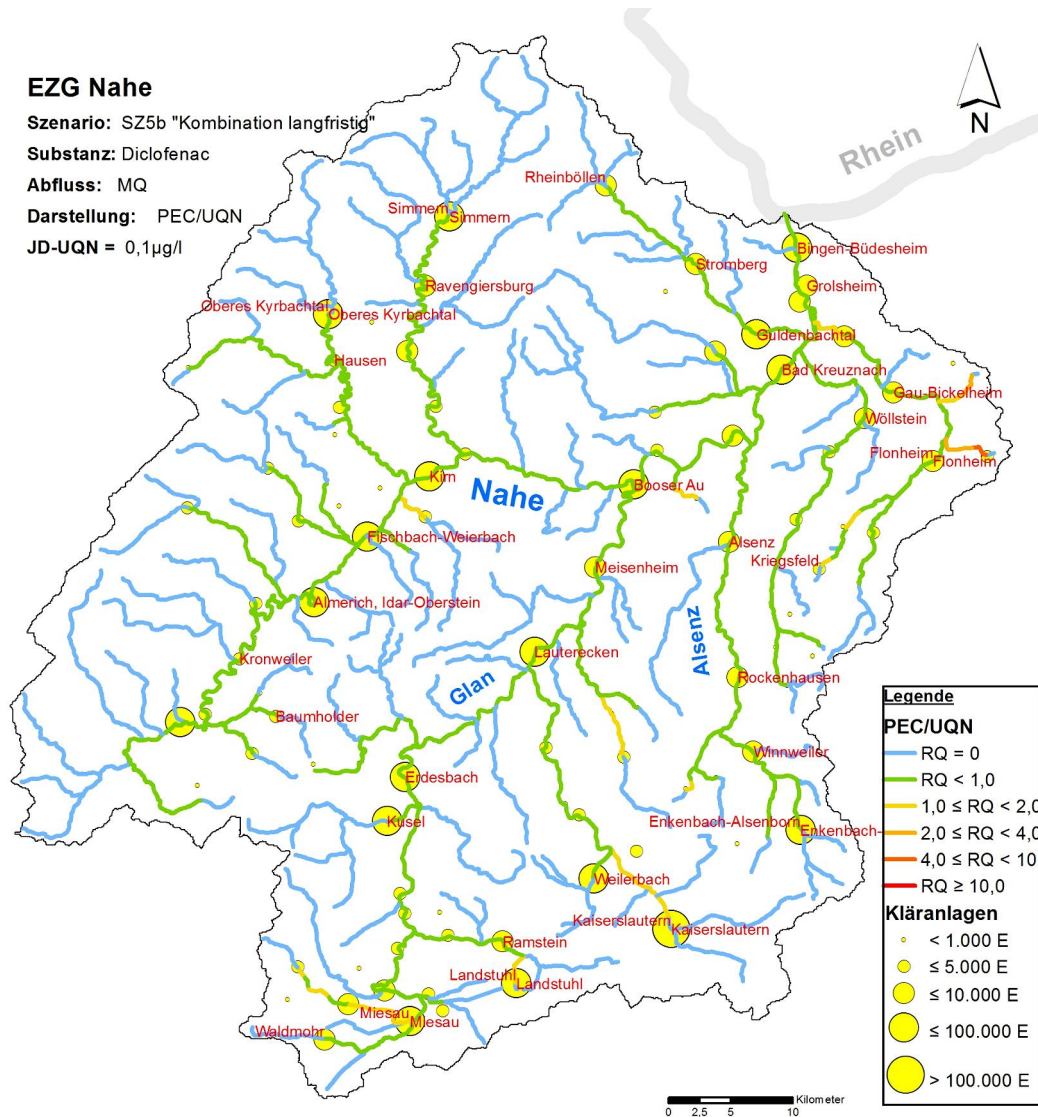 EZG Nahe
Szenario: SZ5b "Kombination langfristig"
Substanz: Diclofenac
Abfluss: MQ
Darstellung: PEC/UQN
JD-UQN = 0,1µg/l
N
Rhein
Rheinböllen
Simmern
Simmern
Bingen-Büdesheim
Stromberg
Ravengiersburg
Grolsheim
Oberes Kyrbachtal
Oberes Kyrbachtal
Guldenbachtal
Hausen
Bad Kreuznach
Gau-Bickelheim
Wöllstein
Flonheim
Flonheim
Kirn
Nahe
Booser Au
Fischbach-Weierbach
Alsenz
Kriegsfeld
Meisenheim
Almerich, Idar-Oberstein
Alsenz
Lauterecken
Kronweiler
Glan
Rockenhausen
Baumholder
Winnweiler
Erdesbach
Kusel
Enkenbach-Alsenborn
Enkenbach-
Weilerbach
Kaiserslautern
Kaiserslautern
Ramstein
Landstuhl
Landstuhl
Miesau
Miesau
Waldmohr
Legende
PEC/UQN
RQ = 0
RQ < 1,0
1,0 ≤ RQ < 2,0
2,0 ≤ RQ < 4,0
4,0 ≤ RQ < 10
RQ ≥ 10,0
Kläranlagen
< 1.000 E
≤ 5.000 E
≤ 10.000 E
≤ 100.000 E
> 100.000 E
Kilometer
0 2,5 5 10